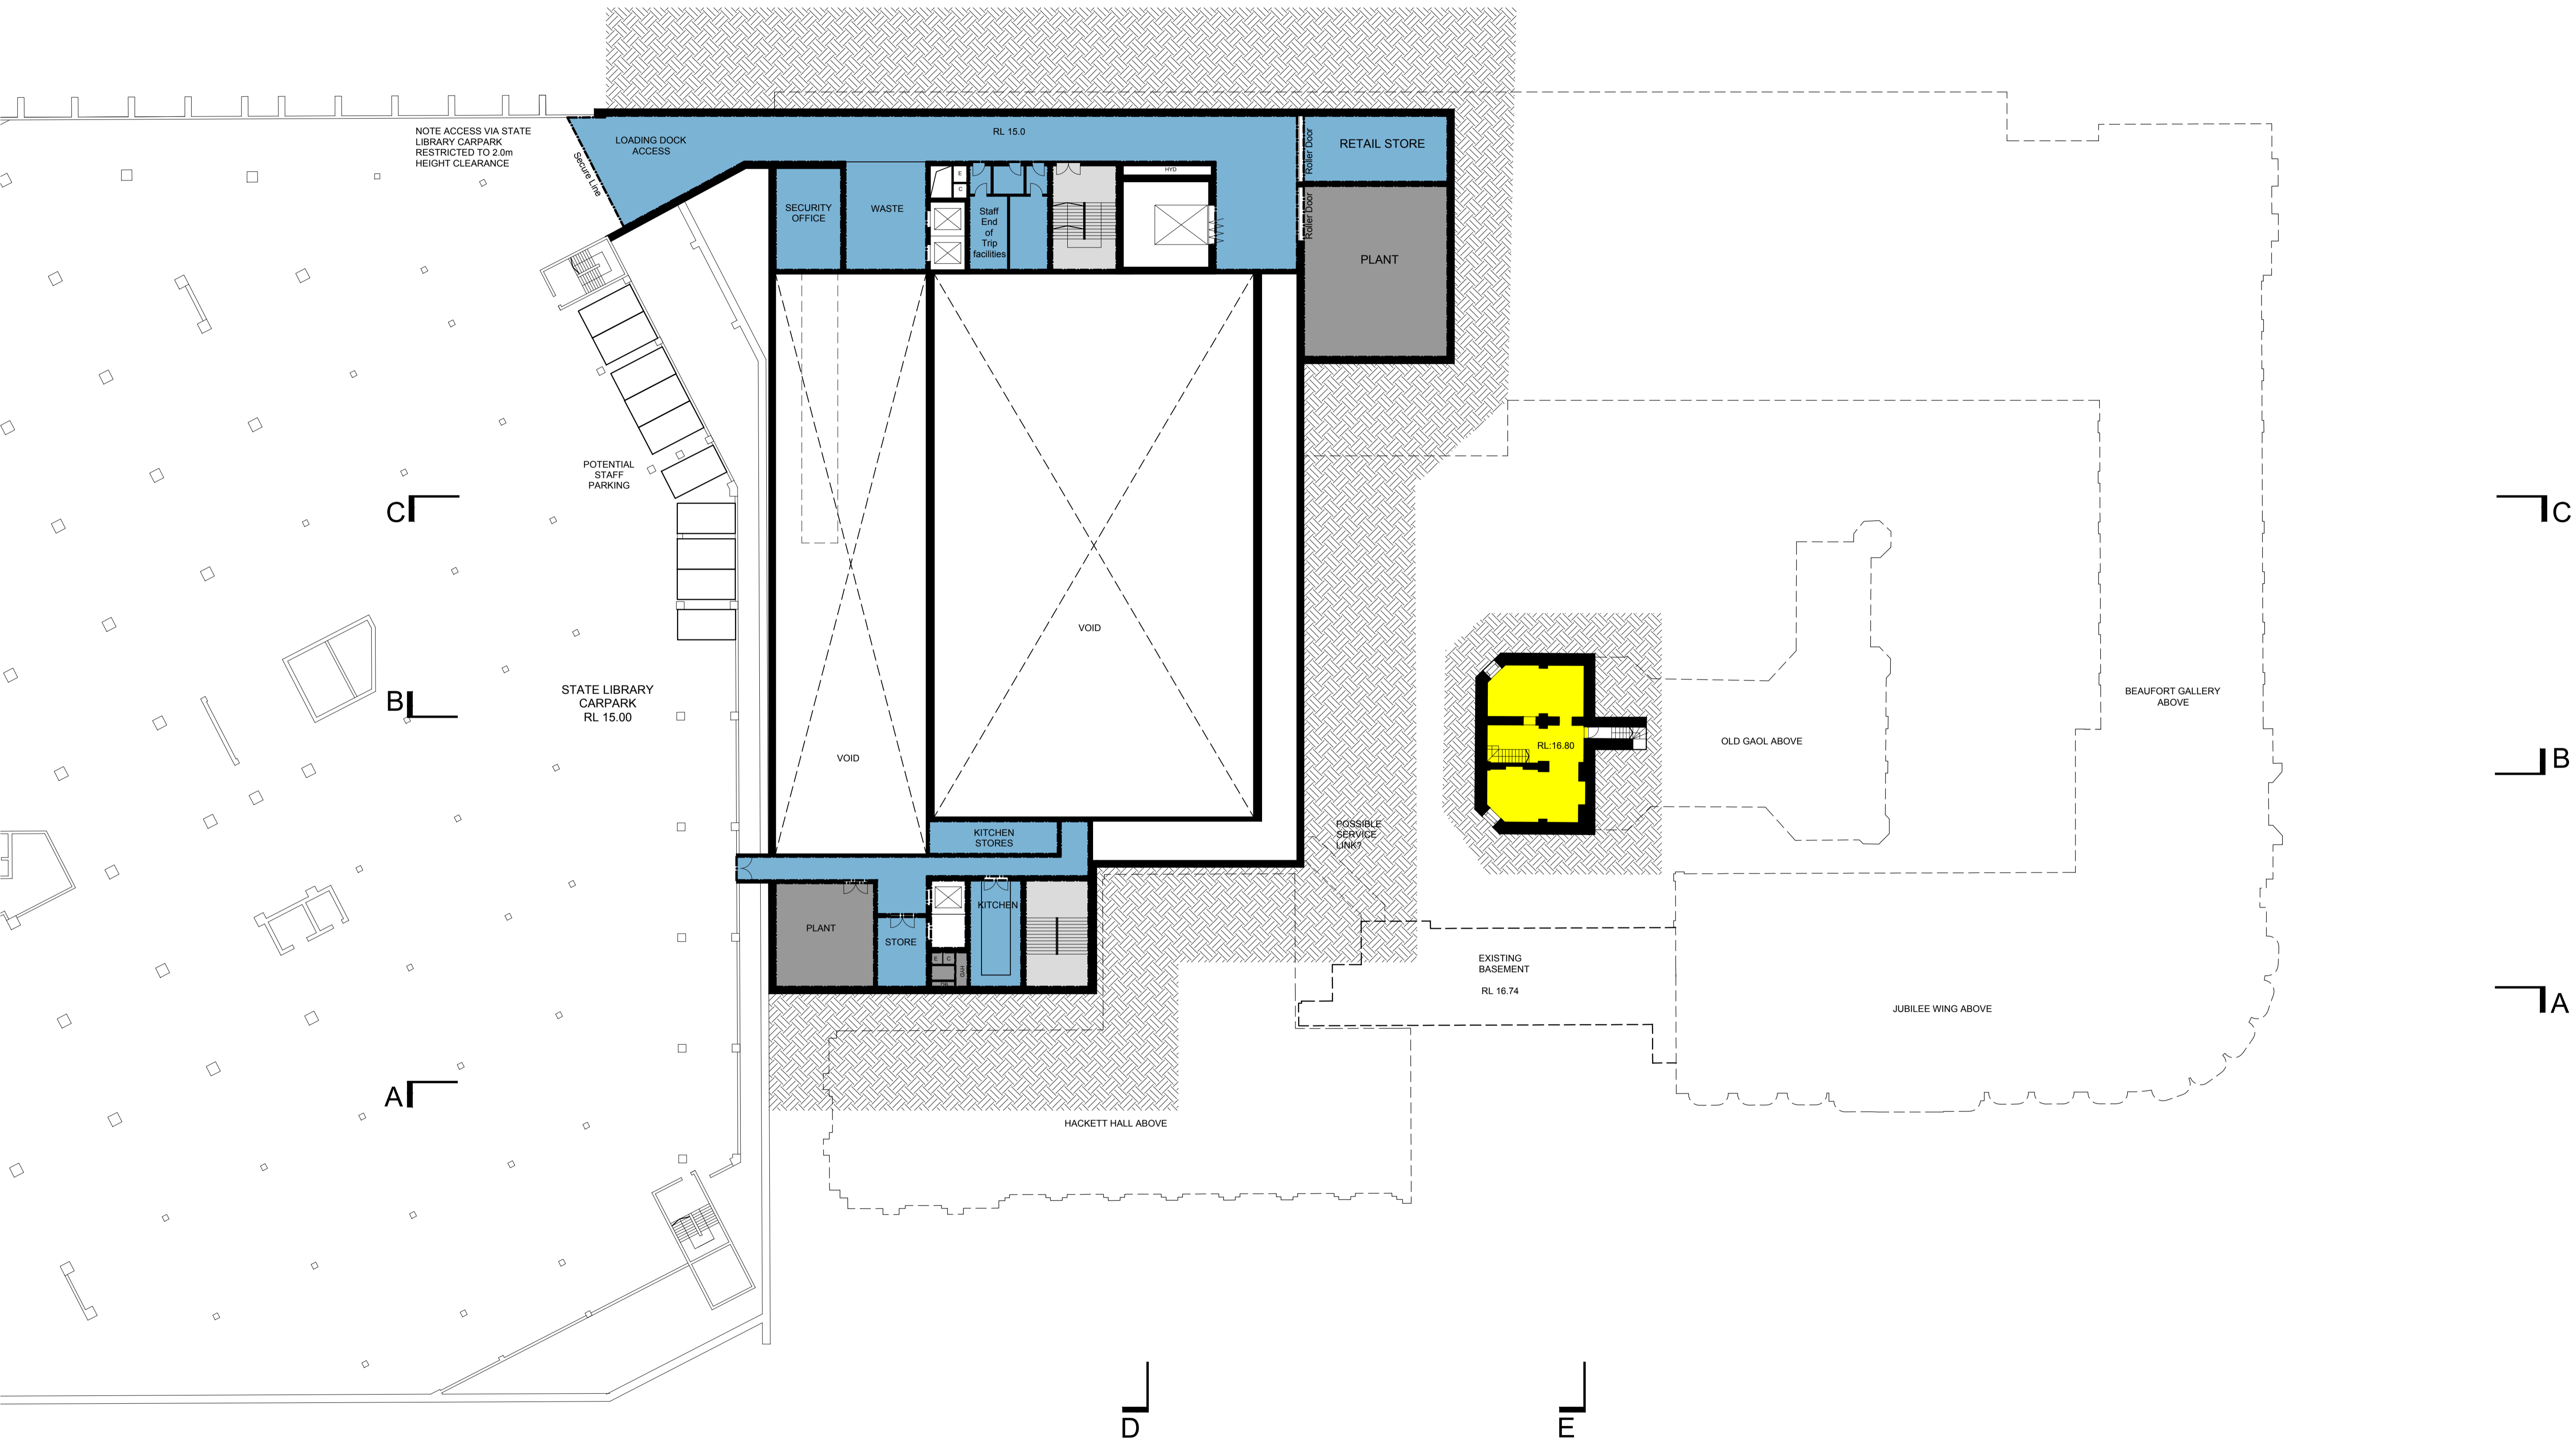 NOTE ACCESS VIA STATE
LIBRARY CARPARK
RESTRICTED TO 2.0m
HEIGHT CLEARANCE
Secure Line
LOADING DOCK
ACCESS
RL 15.0
Roller Door
RETAIL STORE
SECURITY
OFFICE
WASTE
E
C
Staff
End
of
Trip
facilities
HYD
Roller Door
PLANT
POTENTIAL
STAFF
PARKING
C
C
VOID
STATE LIBRARY
CARPARK
RL 15.00
B
VOID
RL:16.80
OLD GAOL ABOVE
BEAUFORT GALLERY
ABOVE
B
KITCHEN
STORES
POSSIBLE
SERVICE
LINK?
KITCHEN
PLANT
STORE
E
C
HYD
EXISTING
BASEMENT
RL 16.74
JUBILEE WING ABOVE
A
A
HACKETT HALL ABOVE
D
E